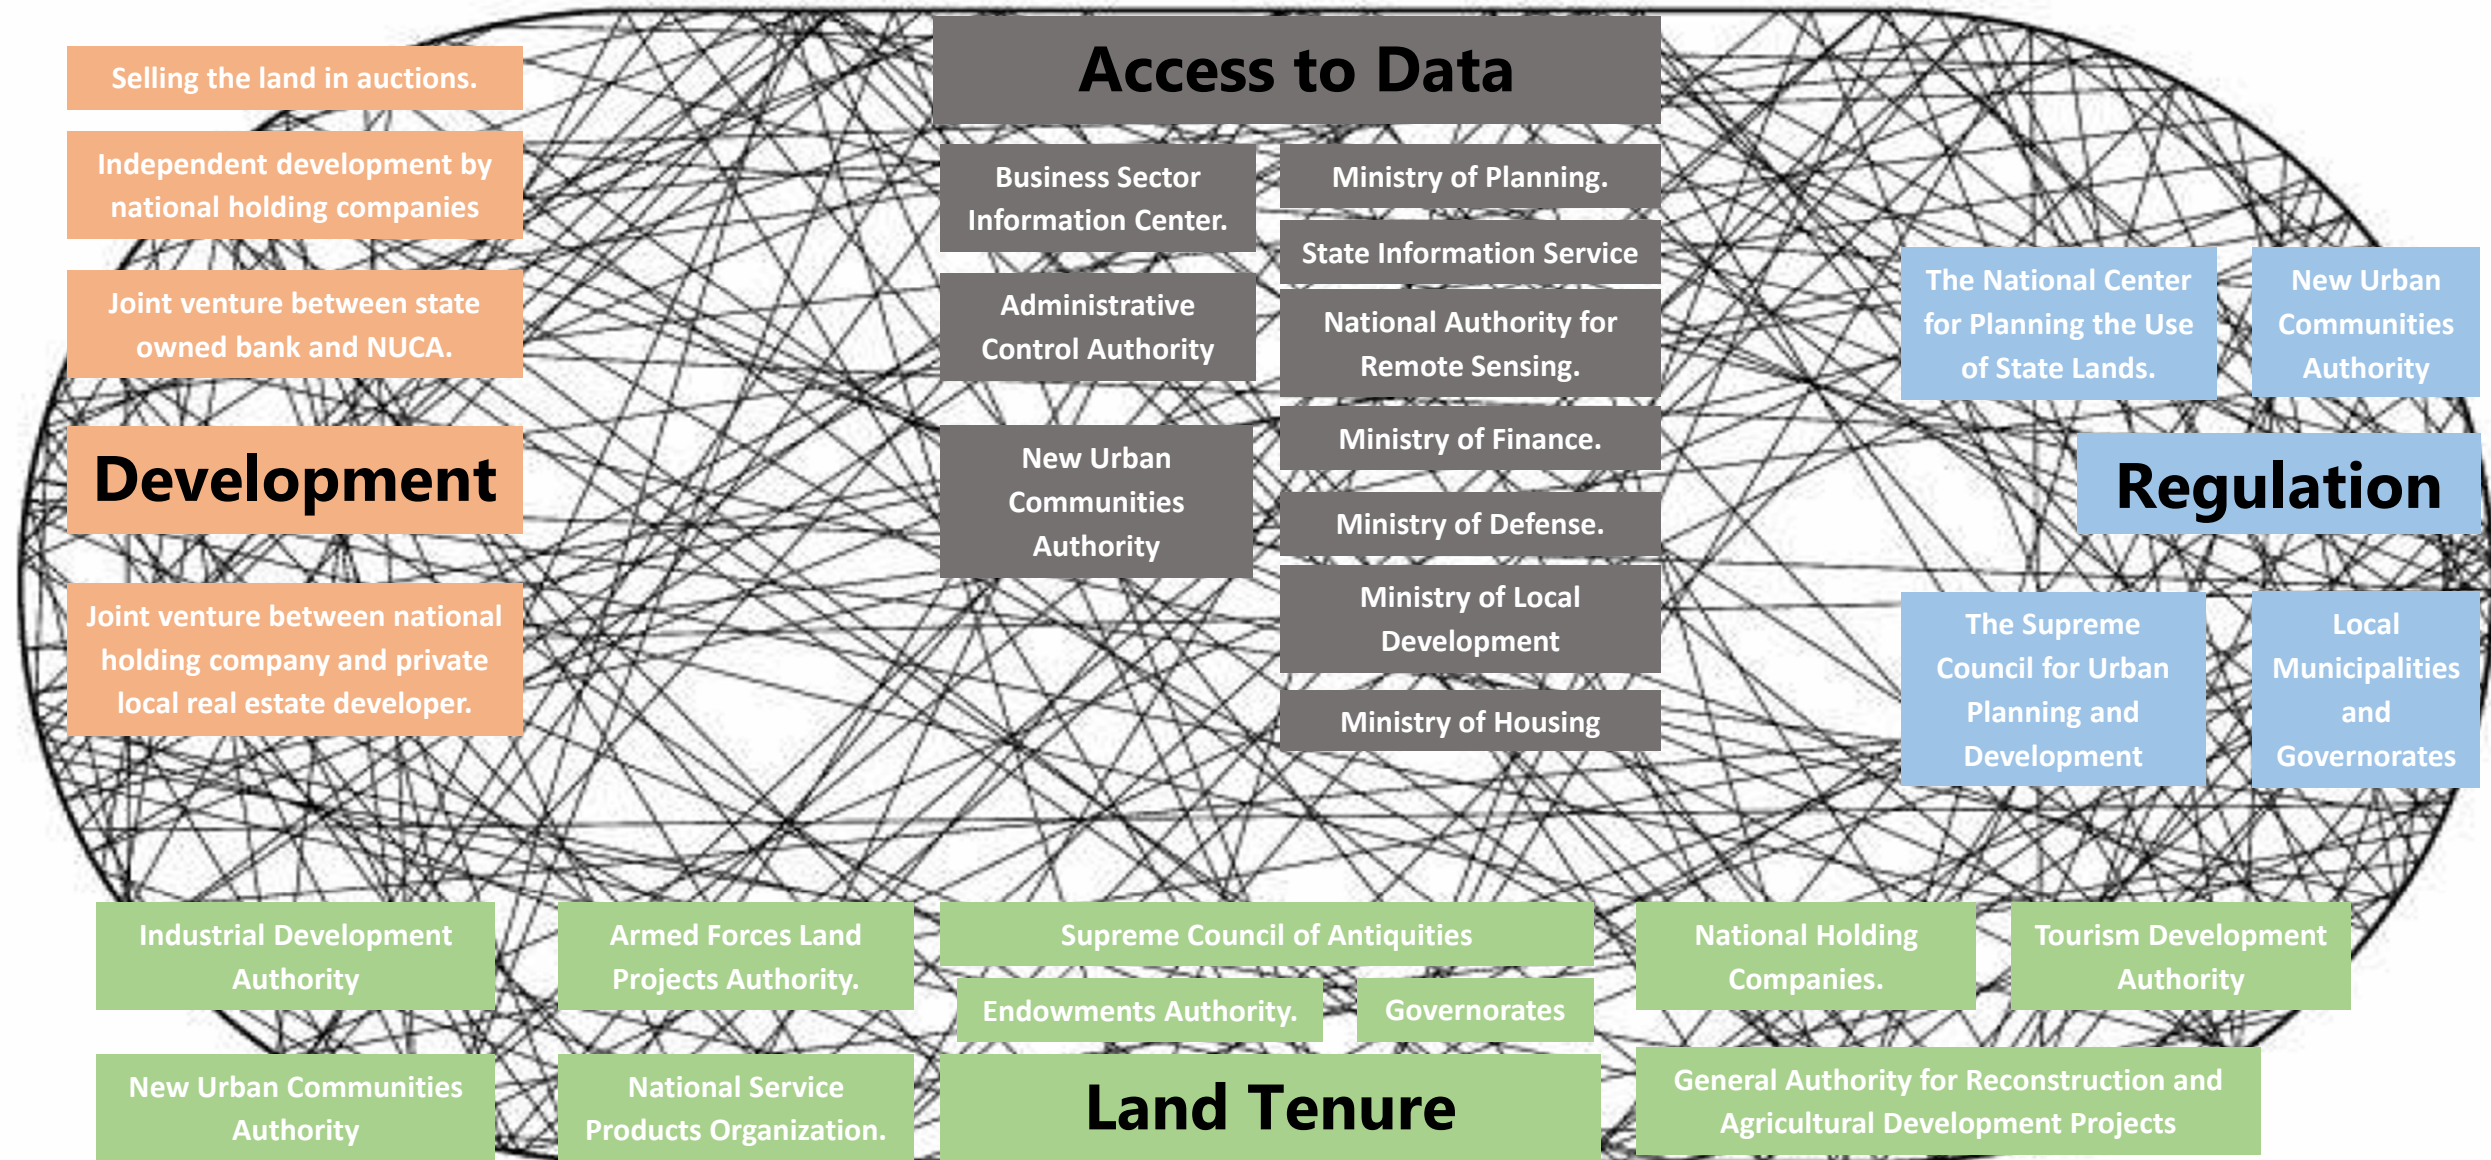 Selling the land in auctions.
Independent development by
national holding companies
Joint venture between state
owned bank and NUCA.
Development
Joint venture between national
holding company and private
local real estate developer.
Access to Data
Business Sector
Information Center.
Administrative
Control Authority
New Urban
Communities
Authority
Ministry of Planning.
State Information Service
National Authority for
Remote Sensing.
Ministry of Finance.
Ministry of Defense.
Ministry of Local
Development
Ministry of Housing
The National Center
for Planning the Use
of State Lands.
New Urban
Communities
Authority
Regulation
The Supreme
Council for Urban
Planning and
Development
Local
Municipalities
and
Governorates
Industrial Development
Authority
Armed Forces Land
Projects Authority.
Supreme Council of Antiquities
Endowments Authority.
Governorates
National Holding
Companies.
Tourism Development
Authority
New Urban Communities
Authority
National Service
Products Organization.
Land Tenure
General Authority for Reconstruction and
Agricultural Development Projects